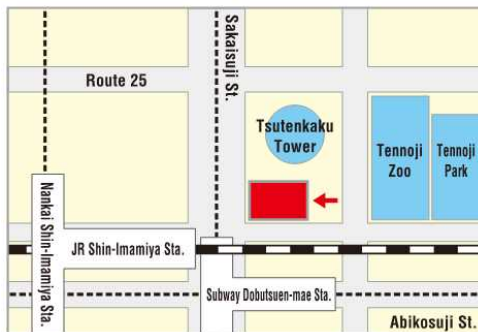 Sakaisuji St.
Route 25
Tsutenkaku
Tower
Tennoji
Zoo
Tennoji
Park
Nankai Shin-Imamiya Sta.
JR Shin-Imamiya Sta.
Subway Dobutsuen-mae Sta.
Abikosuji St.